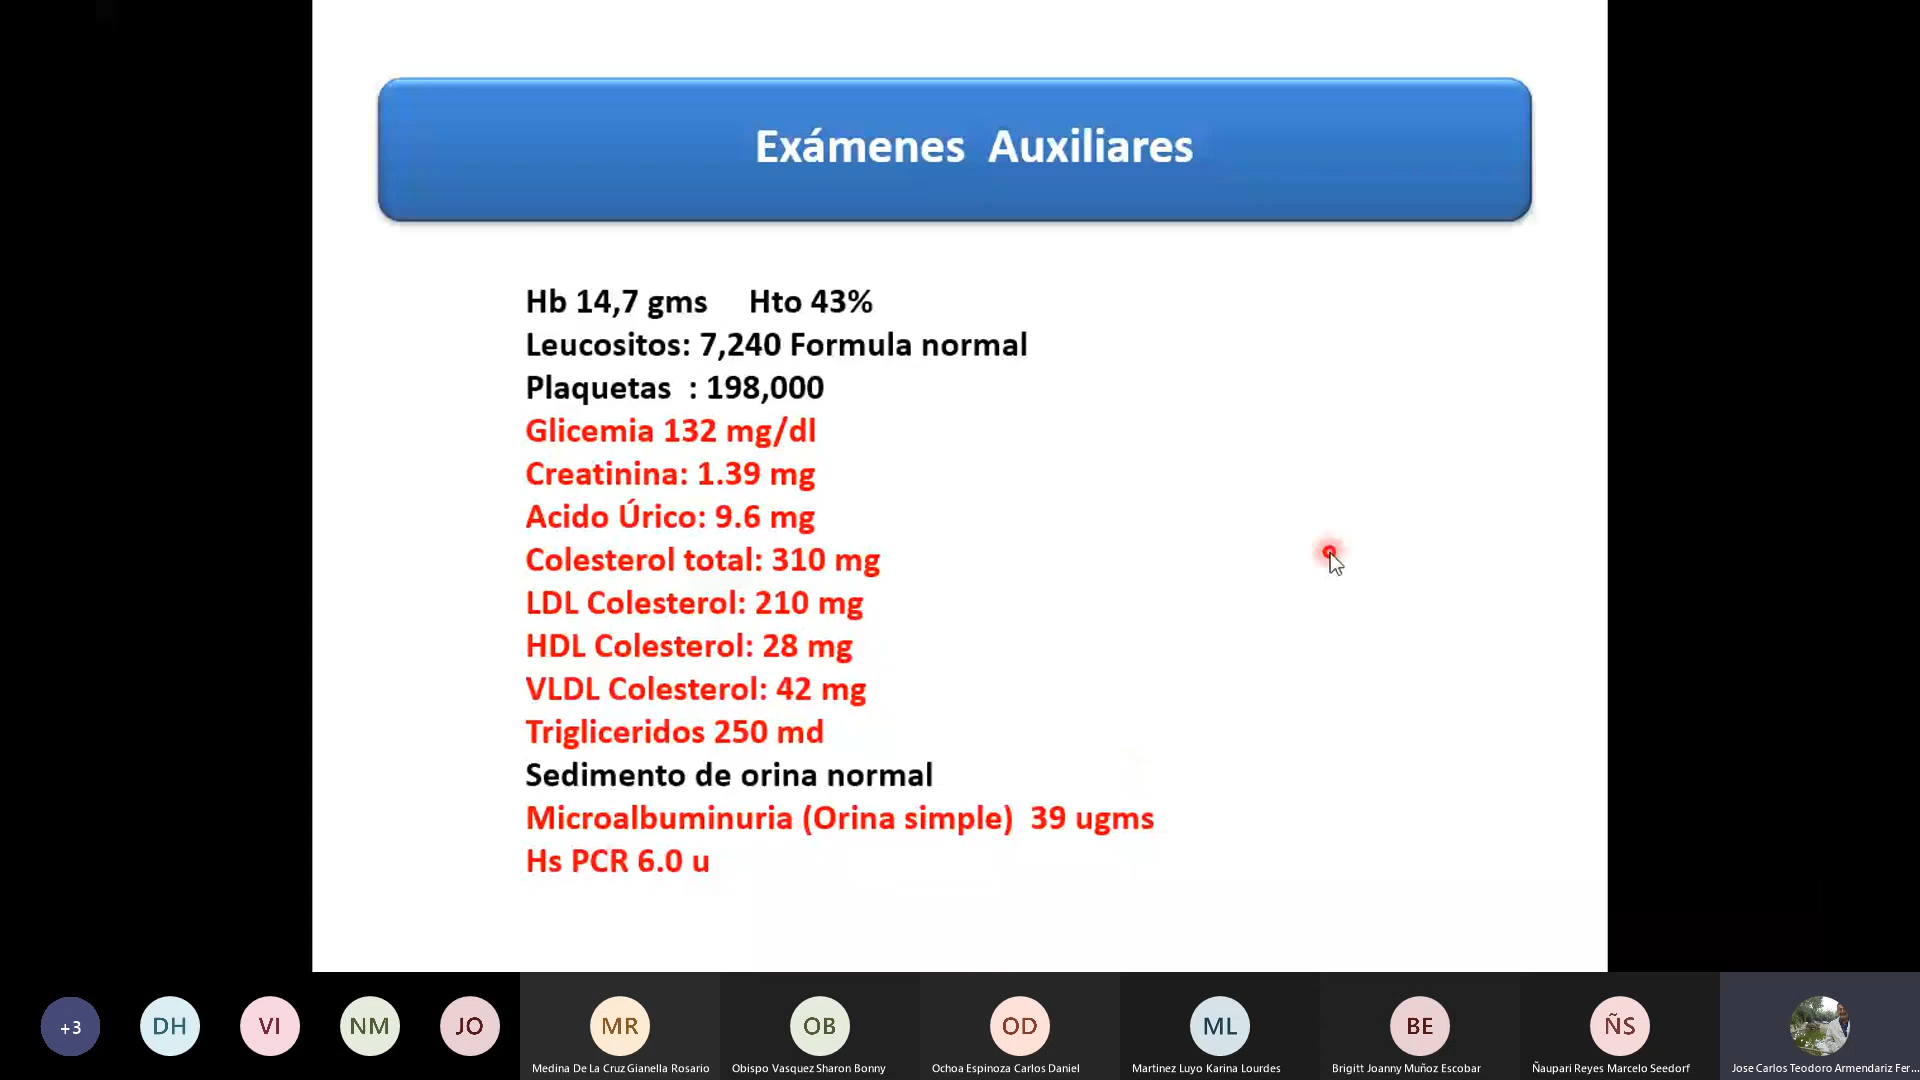 Exámenes Auxiliares
Hb 14,7 gms Hto 43%
Leucositos: 7,240 Formula normal
Plaquetas : 198,000
Glicemia 132 mg/dl
Creatinina: 1.39 mg
Acido Úrico: 9.6 mg
Colesterol total: 310 mg
LDL Colesterol: 210 mg
HDL Colesterol: 28 mg
VLDL Colesterol: 42 mg
Trigliceridos 250 md
Sedimento de orina normal
Microalbuminuria (Orina simple) 39 ugms
Hs PCR 6.0 u
+3 DH VI NM JO MR OB OD ML BE ÑS
Medina De La Cruz Gianella Rosario Obispo Vasquez Sharon Bonny Ochoa Espinoza Carlos Daniel Martinez Luyo Karina Lourdes Brigitt Joanny Muñoz Escobar Ñaupari Reyes Marcelo Seedorf Jose Carlos Teodoro Armendariz Fer...